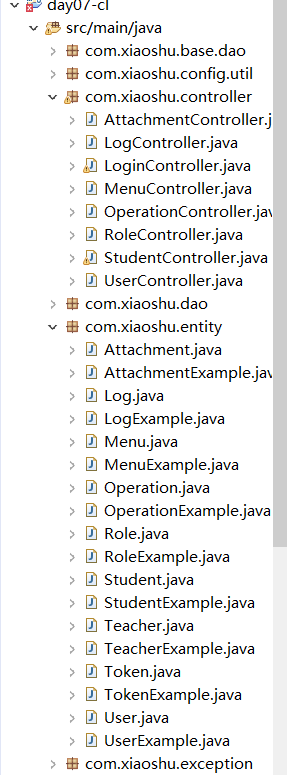 day07-cl
src/main/java
com.xiaoshu.base.dao
com.xiaoshu.config.util
com.xiaoshu.controller
AttachmentController.j
LogController.java
LoginController.java
MenuController.java
OperationController.jav
RoleController.java
StudentController.java
UserController.java
com.xiaoshu.dao
com.xiaoshu.entity
Attachment.java
AttachmentExample.jav
Log.java
LogExample.java
Menu.java
MenuExample.java
Operation.java
OperationExample.java
Role.java
RoleExample.java
Student.java
StudentExample.java
Teacher.java
TeacherExample.java
Token.java
TokenExample.java
User.java
UserExample.java
com.xiaoshu.exception